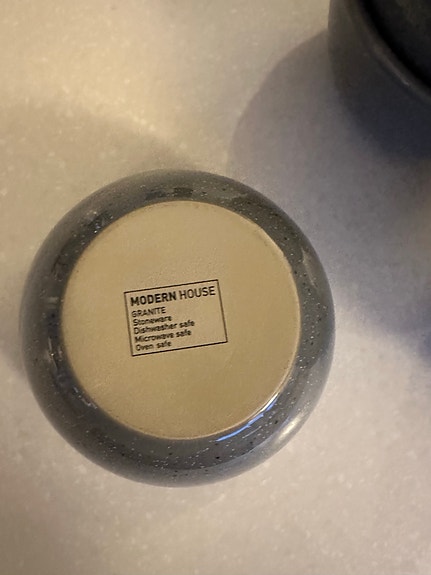 MODERN HOUSE
GRANITE
Stoneware
Dishwasher safe
Microwave safe
Oven safe